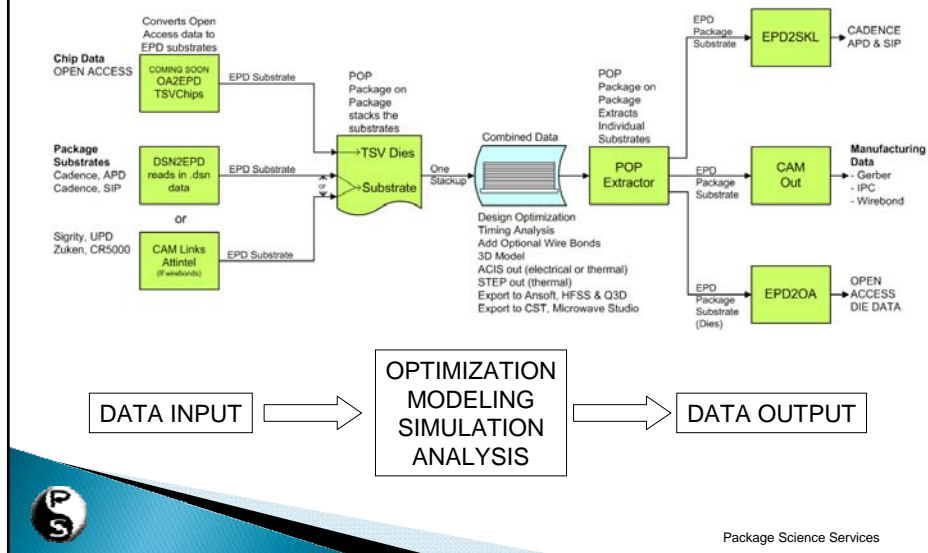 Converts Open
Access data to
EPD substrates
Chip Data
OPEN ACCESS
COMING SOON
OA2EPD
TSVChips
EPD Substrate
Package
Substrates
Cadence, APD
Cadence, SIP
DSN2EPD
reads in .dsn
data
EPD Substrate
or
Sigrity, UPD
Zuken, CR5000
CAM Links
Attintel
(If wirebonds)
EPD Substrate
POP
Package on
Package
stacks the
substrates
TSV Dies
or
Substrate
One
Stackup
Combined Data
Design Optimization
Timing Analysis
Add Optional Wire Bonds
3D Model
ACIS out (electrical or thermal)
STEP out (thermal)
Export to Ansoft, HFSS & Q3D
Export to CST, Microwave Studio
POP
Package on
Package
Extracts
Individual
Substrates
POP
Extractor
EPD
Package
Substrate
EPD2SKL
CADENCE
APD & SIP
EPD
Package
Substrate
CAM
Out
Manufacturing
Data
- Gerber
- IPC
- Wirebond
EPD
Package
Substrate
(Dies)
EPD2OA
OPEN
ACCESS
DIE DATA
DATA INPUT
OPTIMIZATION
MODELING
SIMULATION
ANALYSIS
DATA OUTPUT
P
S
Package Science Services